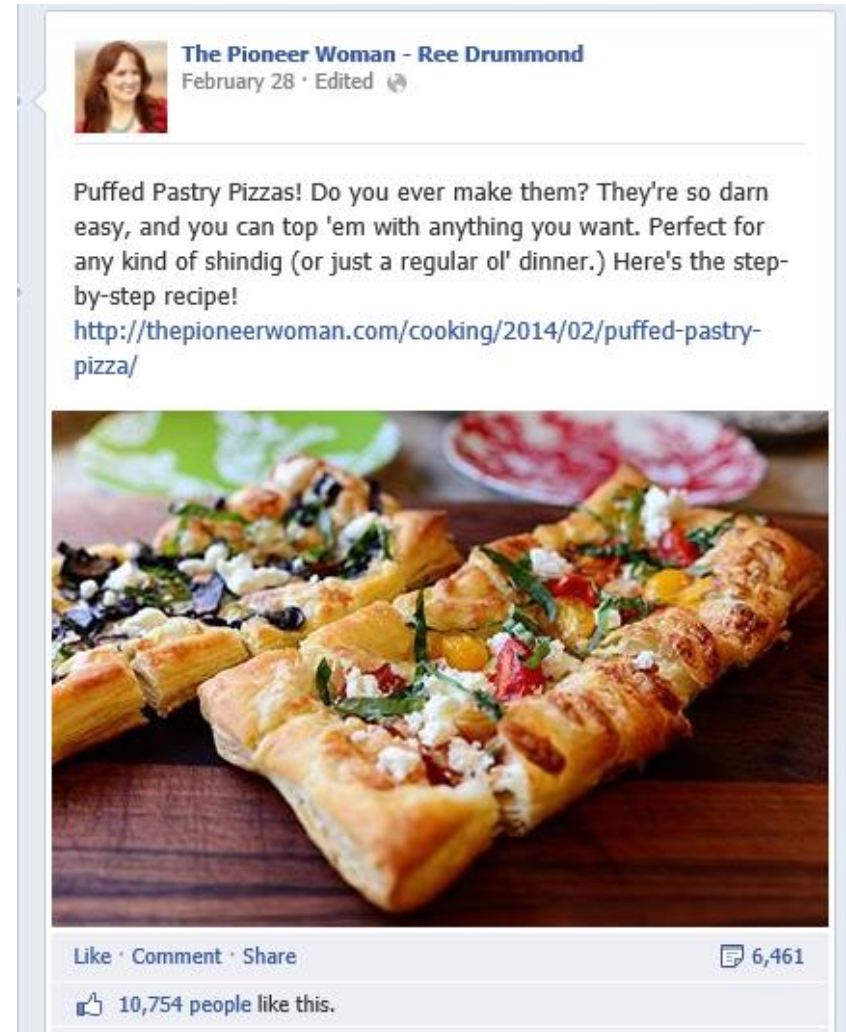 The Pioneer Woman - Ree Drummond
February 28 · Edited
Puffed Pastry Pizzas! Do you ever make them? They're so darn
easy, and you can top 'em with anything you want. Perfect for
any kind of shindig (or just a regular ol' dinner.) Here's the step-
by-step recipe!
http://thepioneerwoman.com/cooking/2014/02/puffed-pastry-
pizza/
Like · Comment · Share 6,461
10,754 people like this.